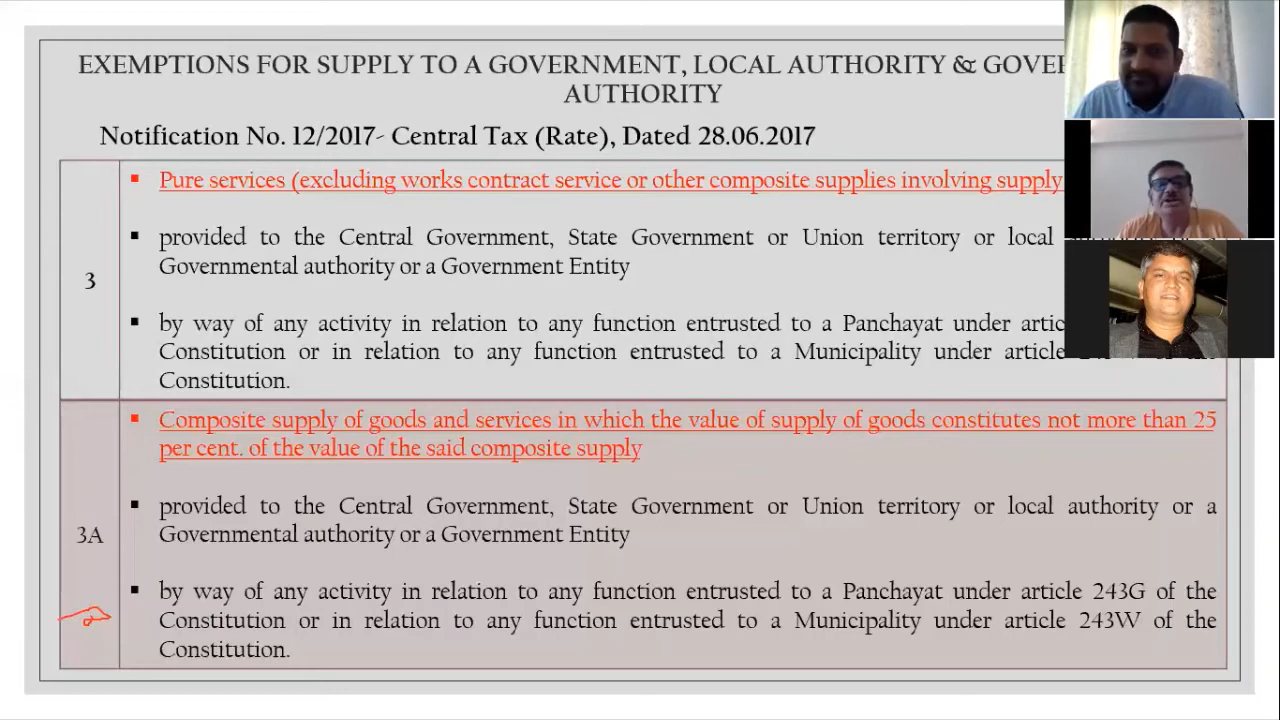 EXEMPTIONS FOR SUPPLY TO A GOVERNMENT, LOCAL AUTHORITY &
AUTHORITY
Notification No. 12/2017- Central Tax (Rate), Dated 28.06.2017
3
▪ Pure services (excluding works contract service or other composite supplies involving supply
▪ provided to the Central Government, State Government or Union territory or local
Governmental authority or a Government Entity
▪ by way of any activity in relation to any function entrusted to a Panchayat under
Constitution or in relation to any function entrusted to a Municipality under article
Constitution.
3A
▪ Composite supply of goods and services in which the value of supply of goods constitutes not more than 25
per cent. of the value of the said composite supply
▪ provided to the Central Government, State Government or Union territory or local authority or a
Governmental authority or a Government Entity
▪ by way of any activity in relation to any function entrusted to a Panchayat under article 243G of the
Constitution or in relation to any function entrusted to a Municipality under article 243W of the
Constitution.